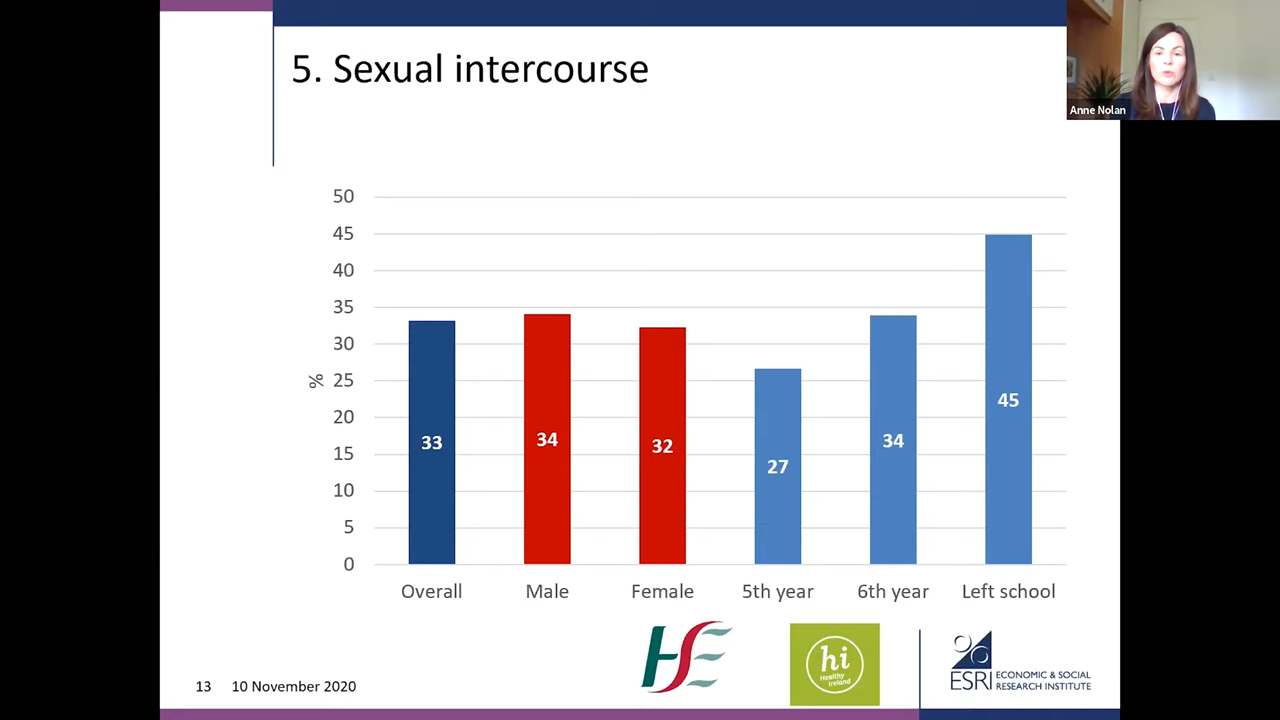 5. Sexual intercourse
Anne Nolan
50
45
40
35
30
25
20
15
10
5
0
%
33
34
32
27
34
45
Overall
Male
Female
5th year
6th year
Left school
HSE
hi
Healthy
Ireland
ESRI
ECONOMIC & SOCIAL
RESEARCH INSTITUTE
13
10 November 2020